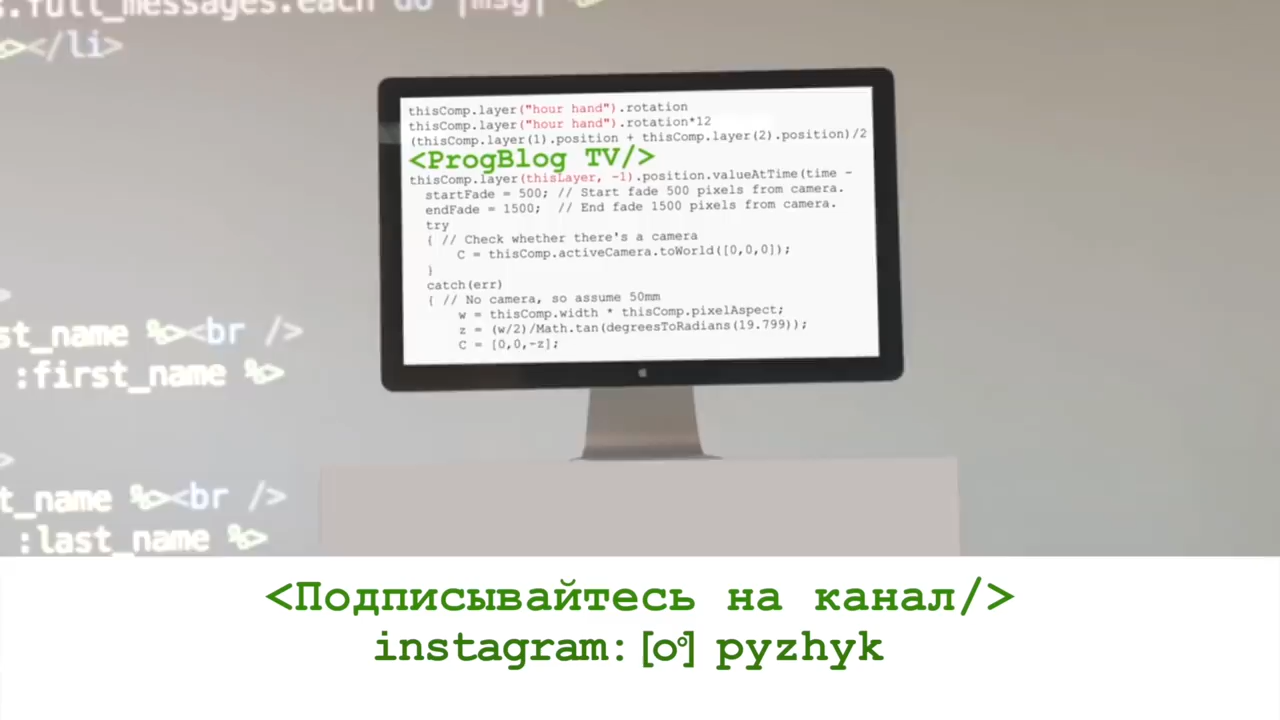 .full_messages.each do |msg| %>
></li>
thisComp.layer("hour hand").rotation
thisComp.layer("hour hand").rotation*12
(thisComp.layer(1).position + thisComp.layer(2).position)/2
<ProgBlog TV/>
thisComp.layer(thisLayer, -1).position.valueAtTime(time -
startFade = 500; // Start fade 500 pixels from camera.
endFade = 1500; // End fade 1500 pixels from camera.
try
{ // Check whether there's a camera
C = thisComp.activeCamera.toWorld([0,0,0]);
}
catch(err)
{ // No camera, so assume 50mm
w = thisComp.width * thisComp.pixelAspect;
z = (w/2)/Math.tan(degreesToRadians(19.799));
C = [0,0,-z];
>
st_name %><br />
:first_name %>
>
t_name %><br />
:last_name %>
<Подписывайтесь на канал/>
instagram:[o°] pyzhyk